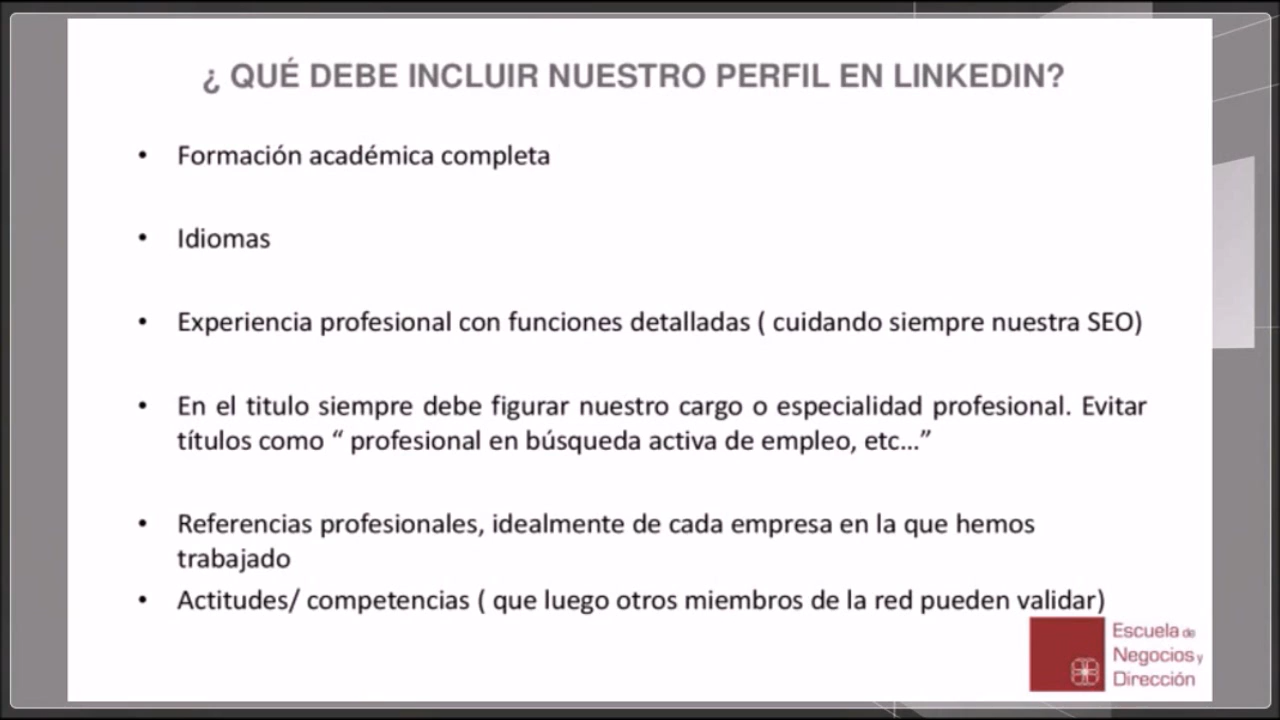 ¿ QUÉ DEBE INCLUIR NUESTRO PERFIL EN LINKEDIN?
• Formación académica completa
• Idiomas
• Experiencia profesional con funciones detalladas ( cuidando siempre nuestra SEO)
• En el titulo siempre debe figurar nuestro cargo o especialidad profesional. Evitar
títulos como “ profesional en búsqueda activa de empleo, etc...”
• Referencias profesionales, idealmente de cada empresa en la que hemos
trabajado
• Actitudes/ competencias ( que luego otros miembros de la red pueden validar)
Escuela de
Negocios y
Dirección